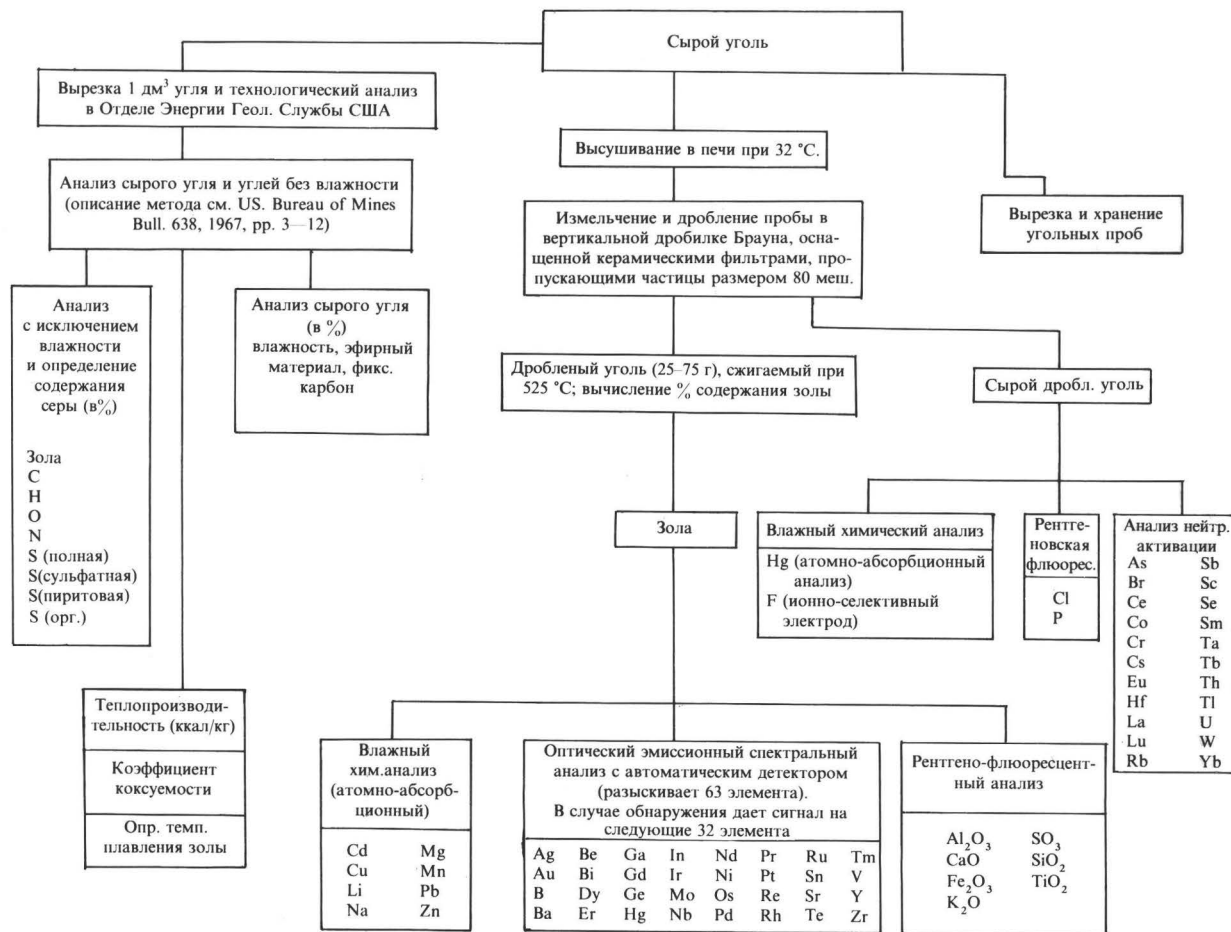 Сырой уголь
Вырезка 1 дм³ угля и технологический анализ
в Отделе Энергии Геол. Службы США
Высушивание в печи при 32 °С.
Анализ сырого угля и углей без влажности
(описание метода см. US. Bureau of Mines
Bull. 638, 1967, pp. 3—12)
Измельчение и дробление пробы в
вертикальной дробилке Брауна, осна-
щенной керамическими фильтрами, про-
пускающими частицы размером 80 меш.
Вырезка и хранение
угольных проб
Анализ
с исключением
влажности
и определение
содержания
серы (в%)
Зола
C
H
O
N
S (полная)
S(сульфатная)
S(пиритовая)
S (орг.)
Анализ сырого угля
(в %)
влажность, эфирный
материал, фикс.
карбон
Дробленый уголь (25–75 г), сжигаемый при
525 °С; вычисление % содержания золы
Сырой дробл. уголь
Зола
Влажный химический анализ
Hg (атомно-абсорбционный
анализ)
F (ионно-селективный
электрод)
Рентге-
новская
флюорес.
Cl
P
Анализ нейтр.
активации
As Sb
Br Sc
Ce Se
Co Sm
Cr Ta
Cs Tb
Eu Th
Hf Tl
La U
Lu W
Rb Yb
Теплопроизводи-
тельность (ккал/кг)
Коэффициент
коксуемости
Опр. темп.
плавления золы
Влажный
хим.анализ
(атомно-абсорб-
ционный)
Cd Mg
Cu Mn
Li Pb
Na Zn
Оптический эмиссионный спектральный
анализ с автоматическим детектором
(разыскивает 63 элемента).
В случае обнаружения дает сигнал на
следующие 32 элемента
Ag Be Ga In Nd Pr Ru Tm
Au Bi Gd Ir Ni Pt Sn V
B Dy Ge Mo Os Re Sr Y
Ba Er Hg Nb Pd Rh Te Zr
Рентгено-флюоресцент-
ный анализ
Al₂O₃ SO₃
CaO SiO₂
Fe₂O₃ TiO₂
K₂O